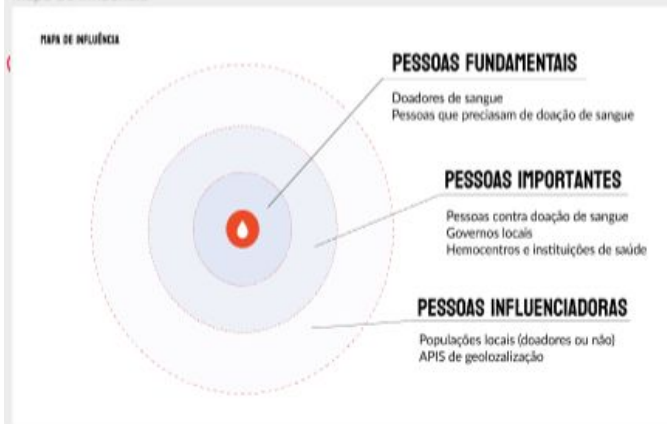 MAPA DE INFLUÊNCIA
PESSOAS FUNDAMENTAIS
Doadores de sangue
Pessoas que preciasam de doação de sangue
PESSOAS IMPORTANTES
Pessoas contra doação de sangue
Governos locais
Hemocentros e instituições de saúde
PESSOAS INFLUENCIADORAS
Populações locais (doadores ou não)
APIS de geolozalização